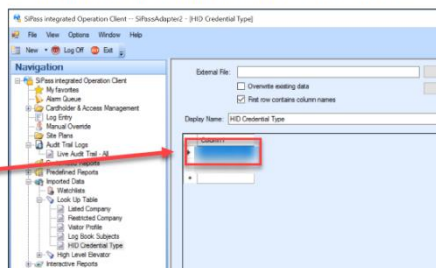 SiPass integrated Operation Client -- SiPassAdapter2 - [HID Credential Type]
File View Options Window Help
New Log Off Exit
Navigation
SiPass integrated Operation Client
My favorites
Alarm Queue
Cardholder & Access Management
Log Entry
Manual Override
Site Plans
Audit Trail Logs
Live Audit Trail - All
Reports
Predefined Reports
Imported Data
Watchlists
Look Up Table
Listed Company
Restricted Company
Visitor Profile
Log Book Subjects
HID Credential Type
High Level Elevator
Interactive Reports
External File:
Overwrite existing data
First row contains column names
Display Name: HID Credential Type